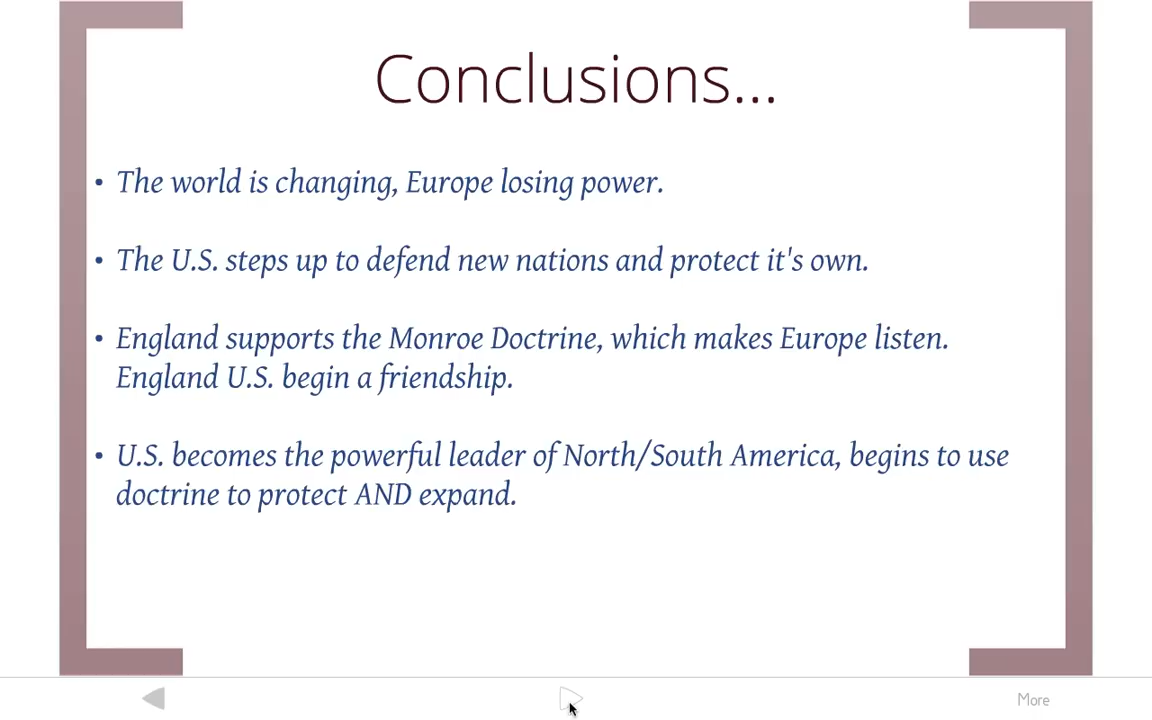 Conclusions...
• The world is changing, Europe losing power.
• The U.S. steps up to defend new nations and protect it's own.
• England supports the Monroe Doctrine, which makes Europe listen.
England U.S. begin a friendship.
• U.S. becomes the powerful leader of North/South America, begins to use
doctrine to protect AND expand.
More